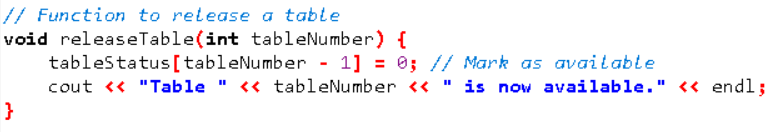 // Function to release a table
void releaseTable(int tableNumber) {
    tableStatus[tableNumber - 1] = 0; // Mark as available
    cout << "Table " << tableNumber << " is now available." << endl;
}